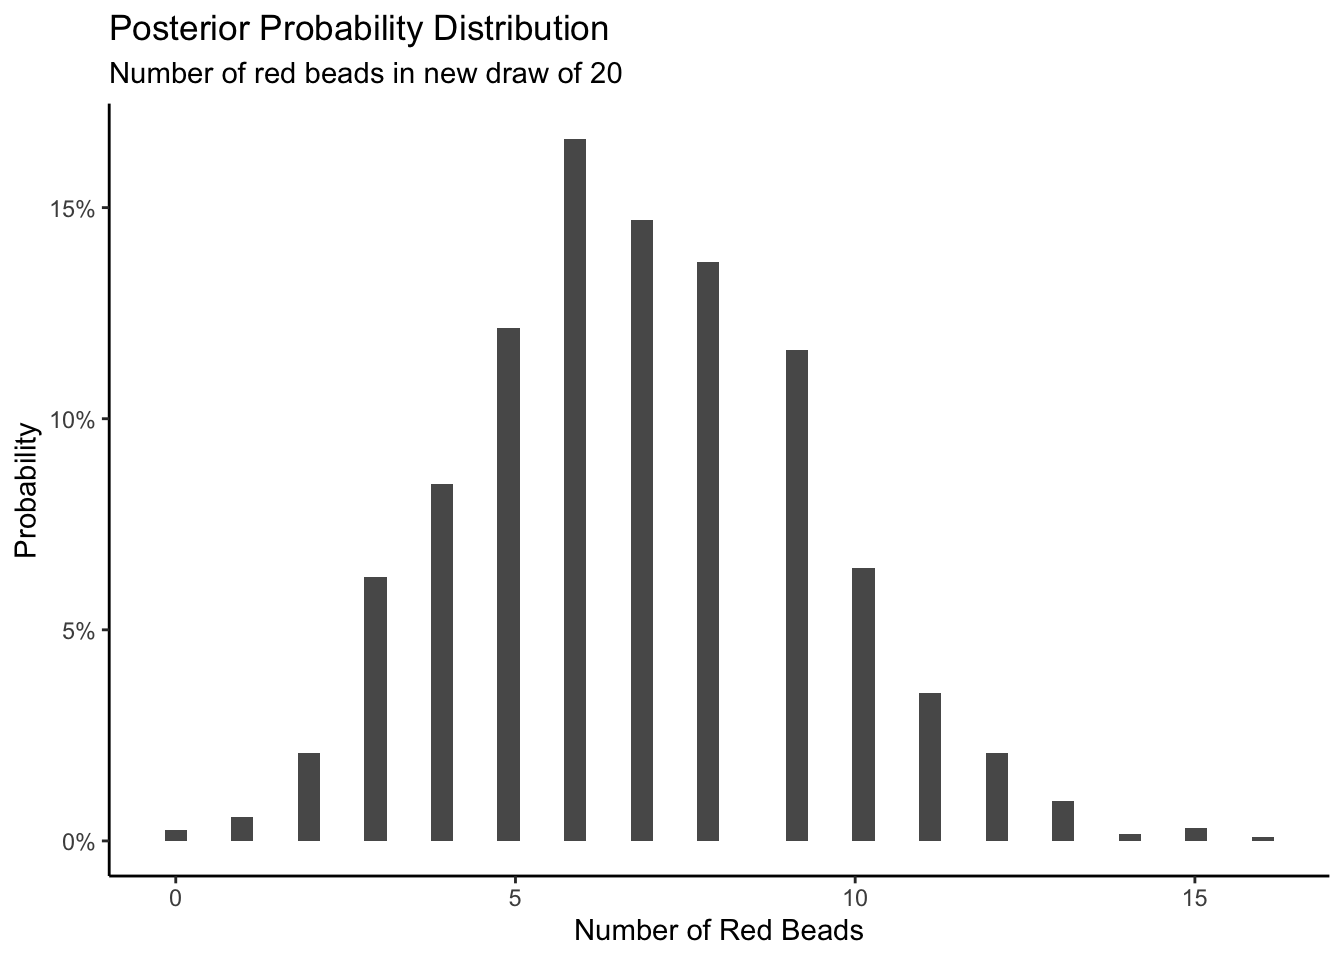 Posterior Probability Distribution
Number of red beads in new draw of 20
Probability
15%
10%
5%
0%
0 5 10 15
Number of Red Beads